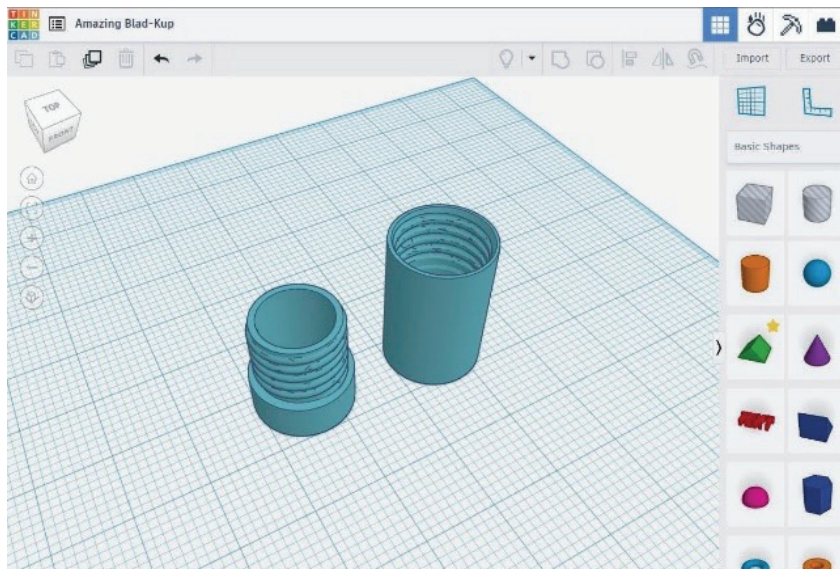 TIN
KER
CAD
Amazing Blad-Kup
Import
Export
TOP
FRONT
Basic Shapes